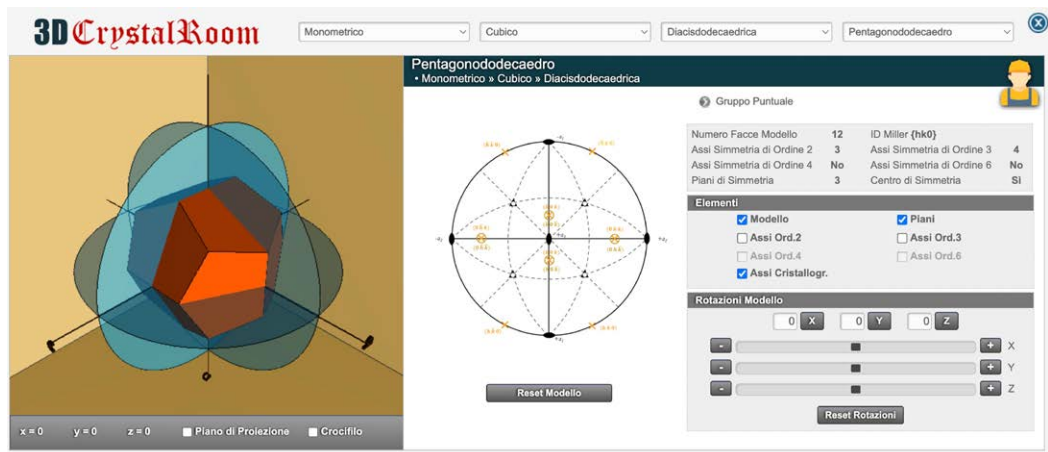 3D CrystalRoom
Monometrico
Cubico
Diacisdodecaedrica
Pentagonododecaedro
Pentagonododecaedro
• Monometrico » Cubico » Diacisdodecaedrica
Gruppo Puntuale
Numero Facce Modello 12 ID Miller {hk0}
Assi Simmetria di Ordine 2 3 Assi Simmetria di Ordine 3 4
Assi Simmetria di Ordine 4 No Assi Simmetria di Ordine 6 No
Piani di Simmetria 3 Centro di Simmetria Sì
Elementi
Modello Piani
Assi Ord.2 Assi Ord.3
Assi Ord.4 Assi Ord.6
Assi Cristallogr.
Rotazioni Modello
0 X 0 Y 0 Z
- + X
- + Y
- + Z
Reset Modello
Reset Rotazioni
x = 0 y = 0 z = 0 Piano di Proiezione Crocifilo